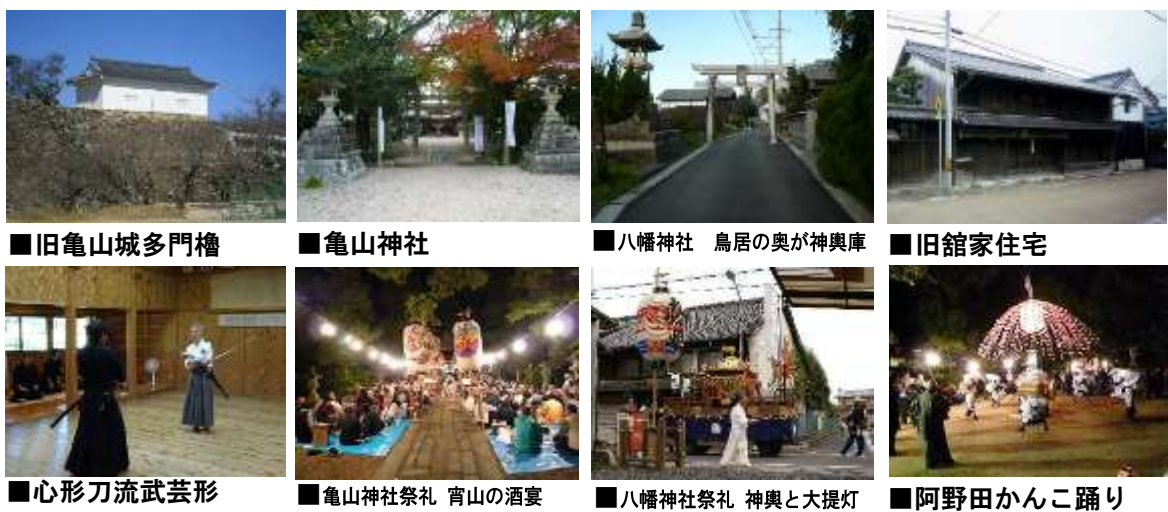 ■旧亀山城多門櫓
■亀山神社
■八幡神社　鳥居の奥が神輿庫
■旧舘家住宅
■心形刀流武芸形
■亀山神社祭礼 宵山の酒宴
■八幡神社祭礼 神輿と大提灯
■阿野田かんこ踊り